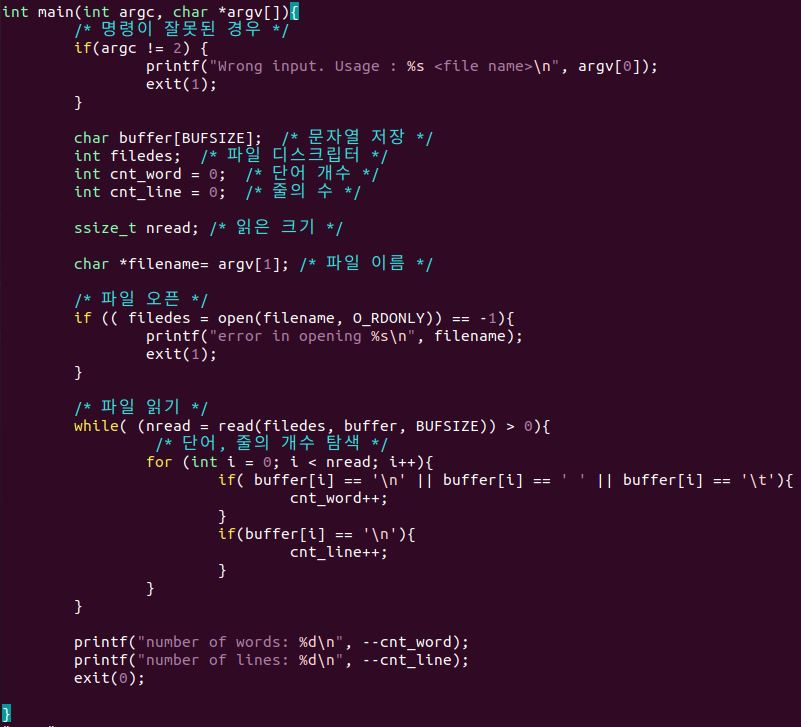 int main(int argc, char *argv[]){
        /* 명령이 잘못된 경우 */
        if(argc != 2) {
                printf("Wrong input. Usage : %s <file name>\n", argv[0]);
                exit(1);
        }

        char buffer[BUFSIZE];  /* 문자열 저장 */
        int filedes;  /* 파일 디스크립터 */
        int cnt_word = 0;  /* 단어 개수 */
        int cnt_line = 0;  /* 줄의 수 */

        ssize_t nread; /* 읽은 크기 */

        char *filename= argv[1]; /* 파일 이름 */

        /* 파일 오픈 */
        if (( filedes = open(filename, O_RDONLY)) == -1){
                printf("error in opening %s\n", filename);
                exit(1);
        }

        /* 파일 읽기 */
        while( (nread = read(filedes, buffer, BUFSIZE)) > 0){
                 /* 단어, 줄의 개수 탐색 */
                for (int i = 0; i < nread; i++){
                        if( buffer[i] == '\n' || buffer[i] == ' ' || buffer[i] == '\t'){
                                cnt_word++;
                        }
                        if(buffer[i] == '\n'){
                                cnt_line++;
                        }
                }
        }

        printf("number of words: %d\n", --cnt_word);
        printf("number of lines: %d\n", --cnt_line);
        exit(0);

}